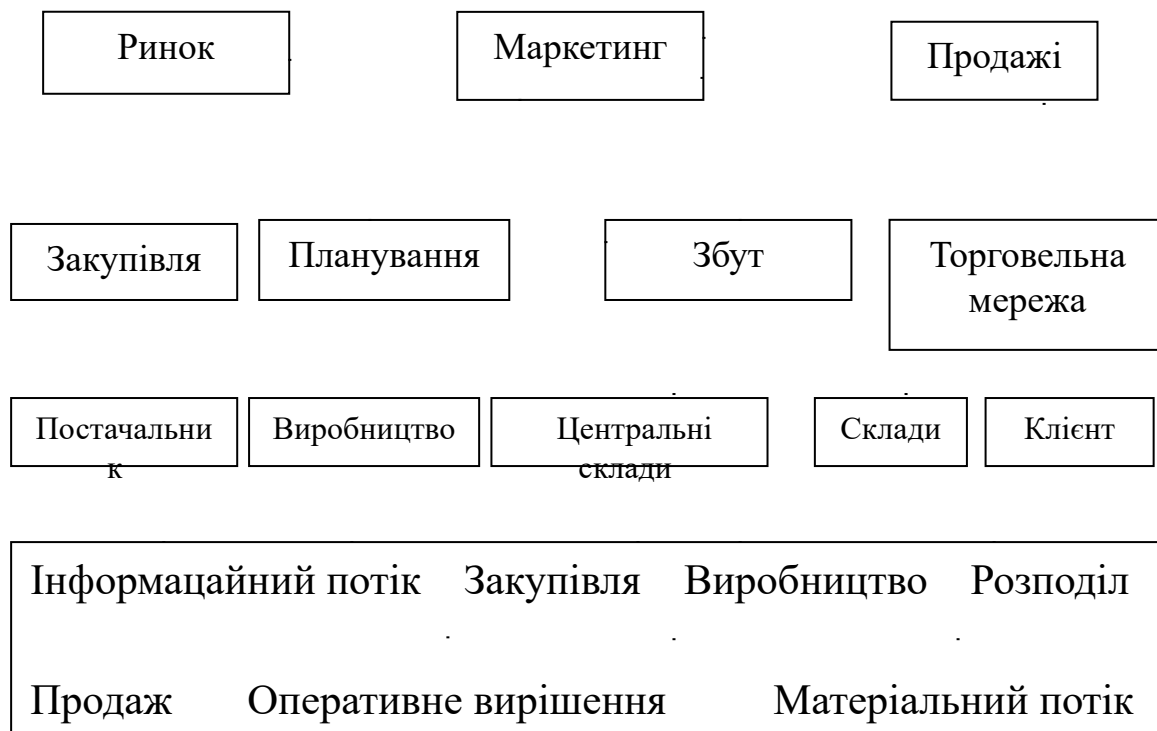 Ринок Маркетинг Продажі
Закупівля Планування Збут Торговельна
мережа
Постачальни Виробництво Центральні Склади Клієнт
к склади
Інформацайний потік Закупівля Виробництво Розподіл
Продаж Оперативне вирішення Матеріальний потік